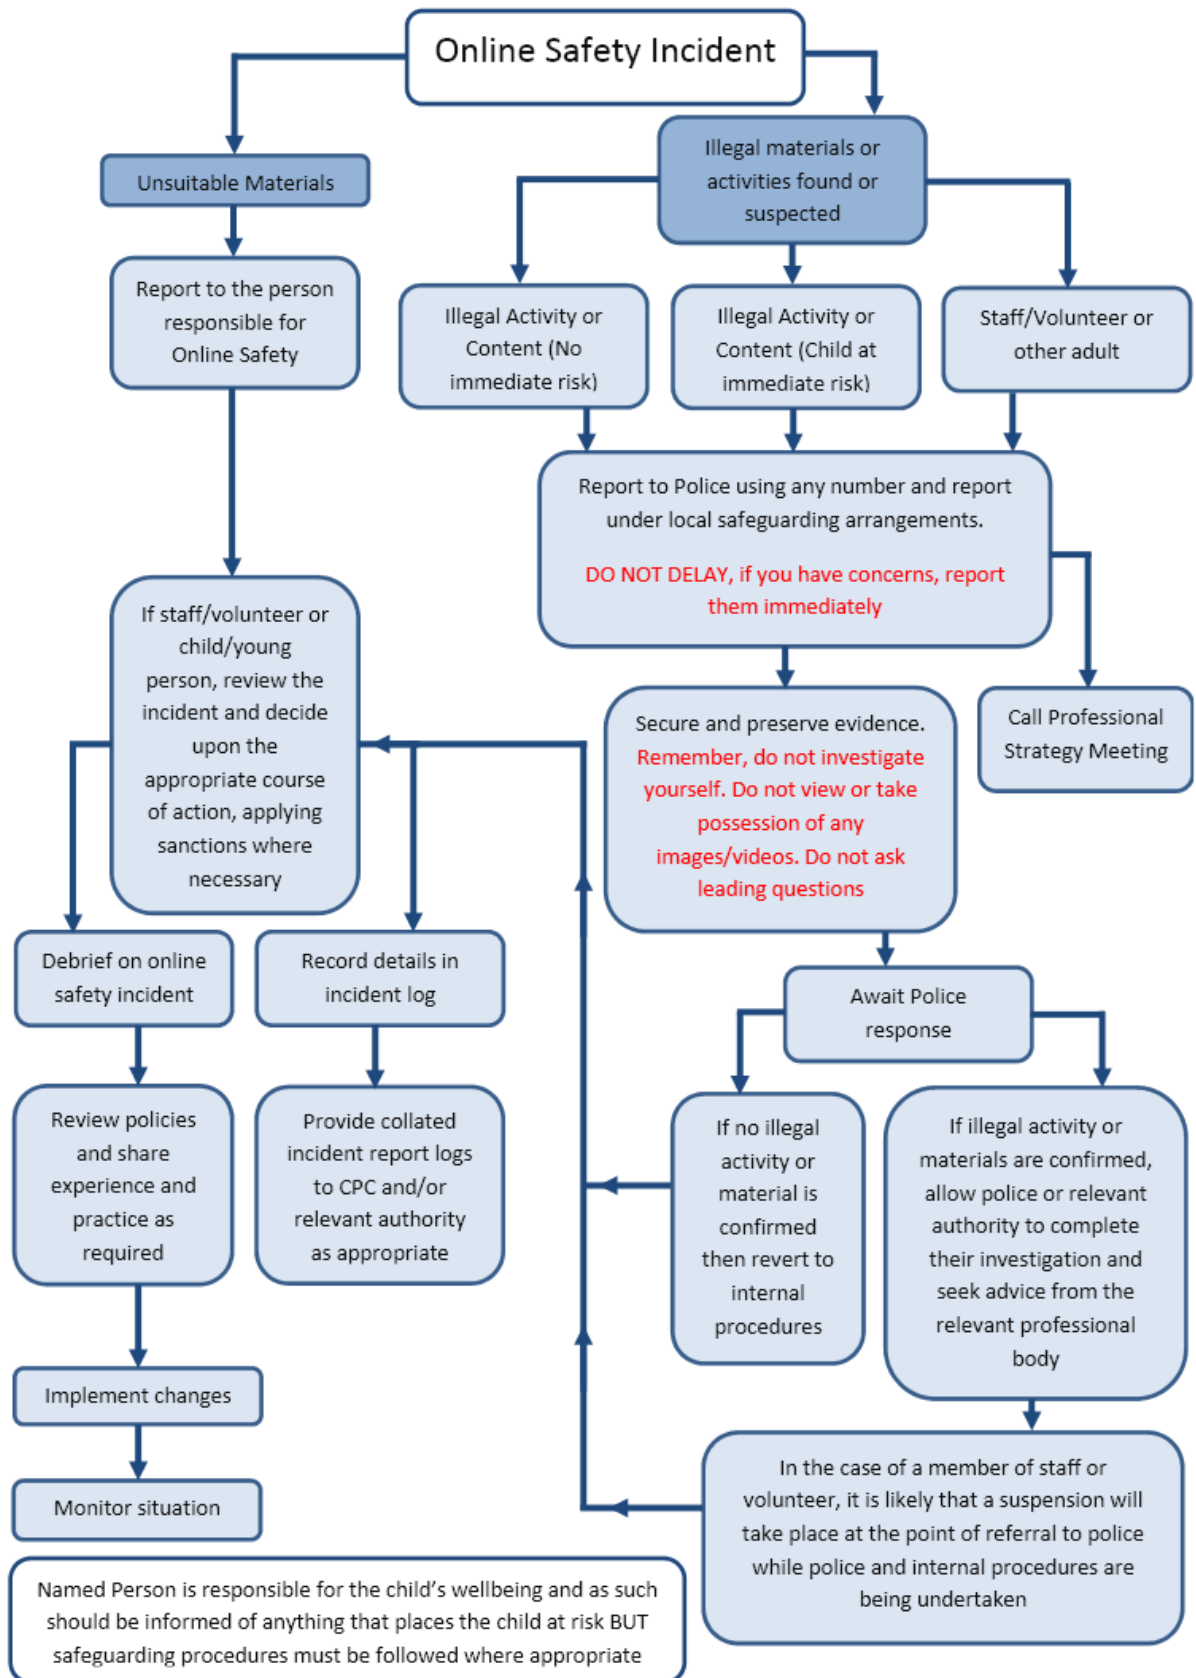 Online Safety Incident
Unsuitable Materials
Illegal materials or
activities found or
suspected
Report to the person
responsible for
Online Safety
Illegal Activity or
Content (No
immediate risk)
Illegal Activity or
Content (Child at
immediate risk)
Staff/Volunteer or
other adult
Report to Police using any number and report
under local safeguarding arrangements.
DO NOT DELAY, if you have concerns, report
them immediately
If staff/volunteer or
child/young
person, review the
incident and decide
upon the
appropriate course
of action, applying
sanctions where
necessary
Secure and preserve evidence.
Remember, do not investigate
yourself. Do not view or take
possession of any
images/videos. Do not ask
leading questions
Call Professional
Strategy Meeting
Debrief on online
safety incident
Record details in
incident log
Await Police
response
Review policies
and share
experience and
practice as
required
Provide collated
incident report logs
to CPC and/or
relevant authority
as appropriate
If no illegal
activity or
material is
confirmed
then revert to
internal
procedures
If illegal activity or
materials are confirmed,
allow police or relevant
authority to complete
their investigation and
seek advice from the
relevant professional
body
Implement changes
Monitor situation
In the case of a member of staff or
volunteer, it is likely that a suspension will
take place at the point of referral to police
while police and internal procedures are
being undertaken
Named Person is responsible for the child’s wellbeing and as such
should be informed of anything that places the child at risk BUT
safeguarding procedures must be followed where appropriate